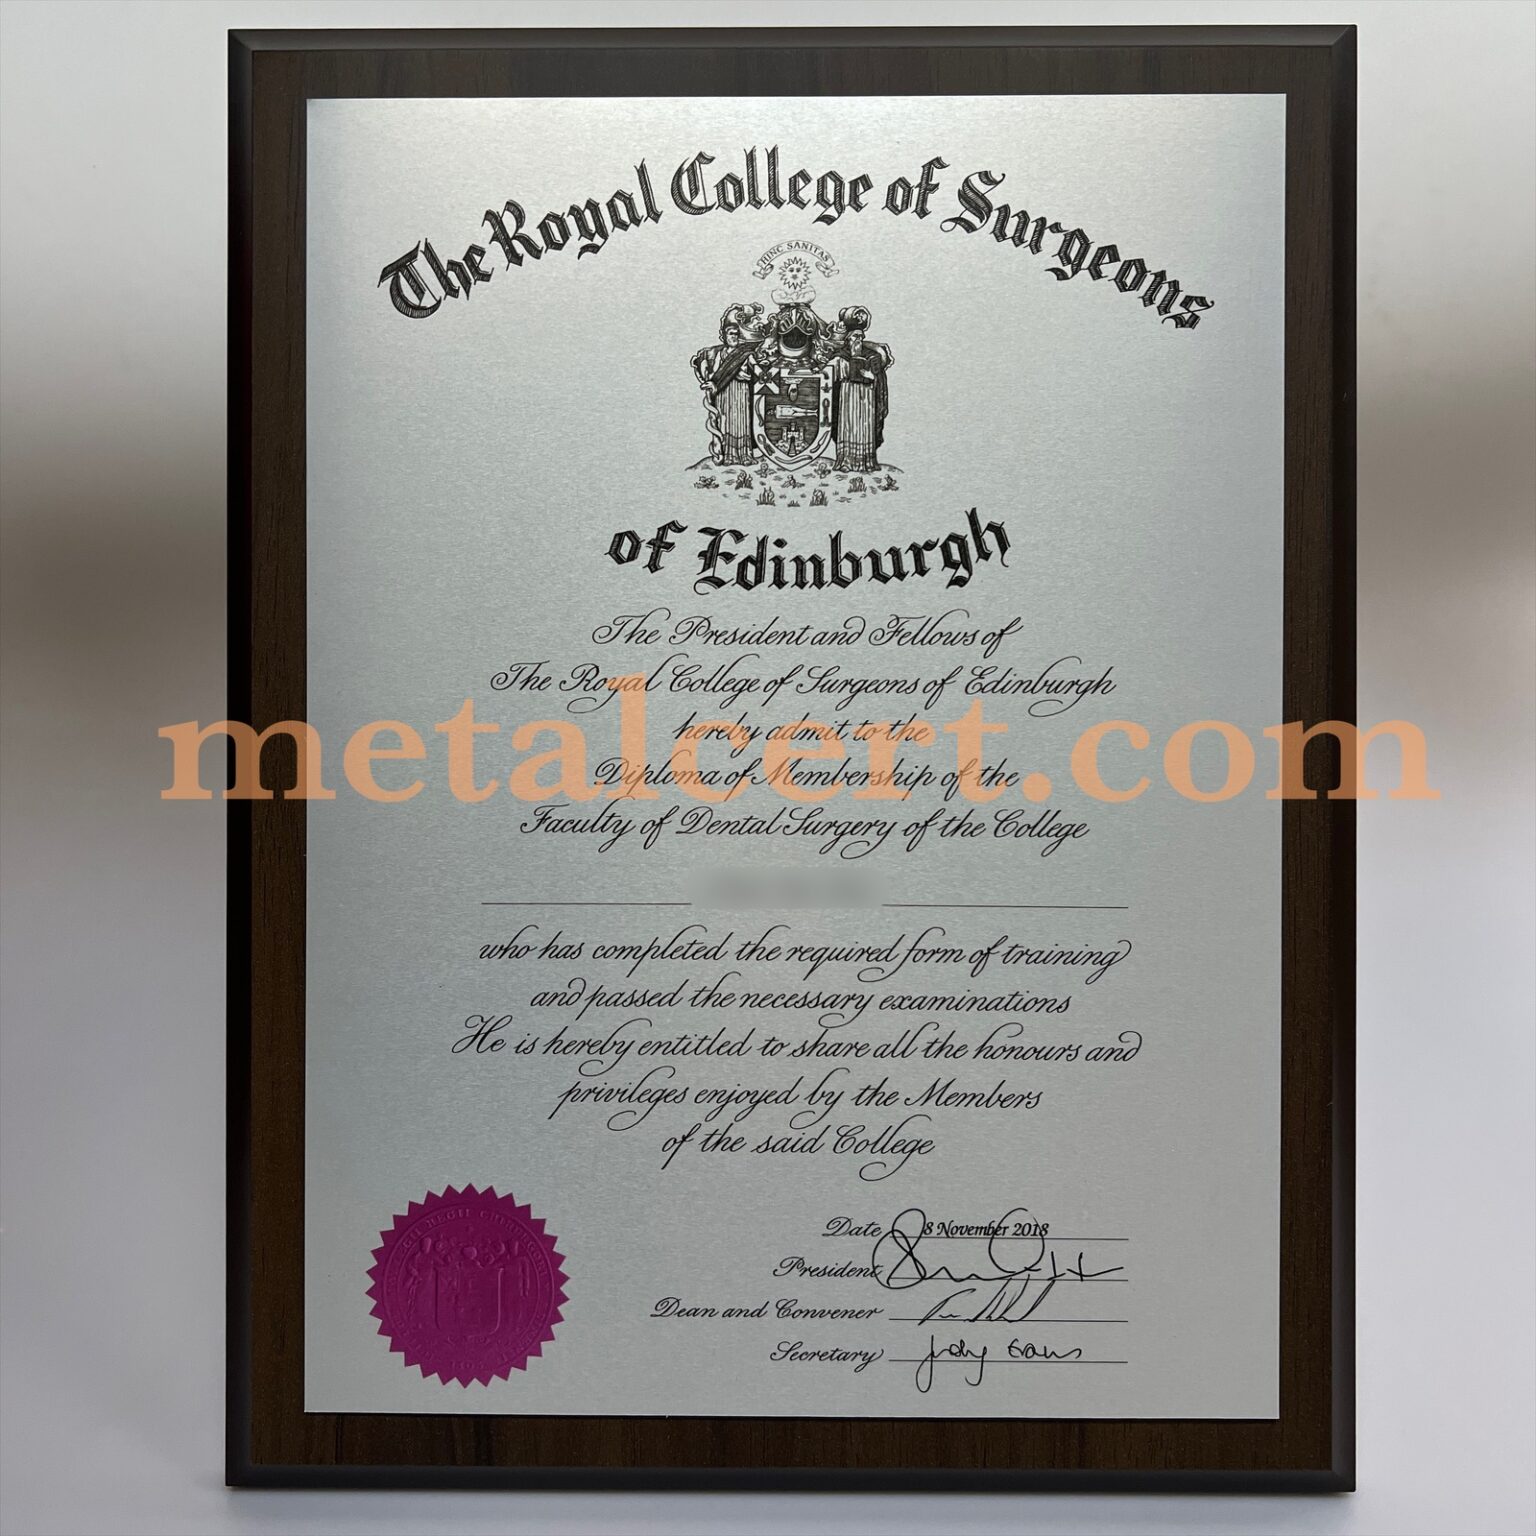 The Royal College of Surgeons
HINC SANITAS
of Edinburgh
The President and Fellows of
The Royal College of Surgeons of Edinburgh
hereby admit to the
metalcert.com
Diploma of Membership of the
Faculty of Dental Surgery of the College
who has completed the required form of training
and passed the necessary examinations
He is hereby entitled to share all the honours and
privileges enjoyed by the Members
of the said College
Date 8 November 2018
President
Dean and Convener
Secretary Judy Evans